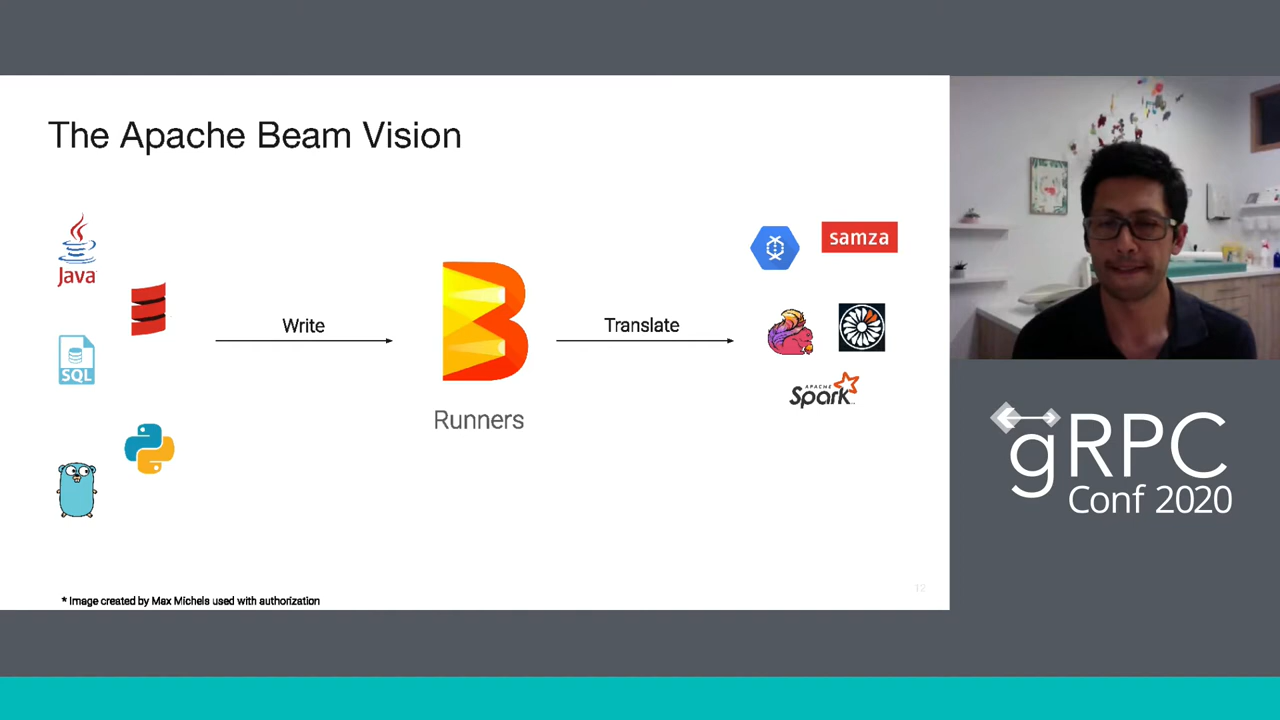 The Apache Beam Vision
Java
SQL
Write
Runners
Translate
samza
APACHE
Spark
* Image created by Max Michels used with authorization
12
gRPC
Conf 2020